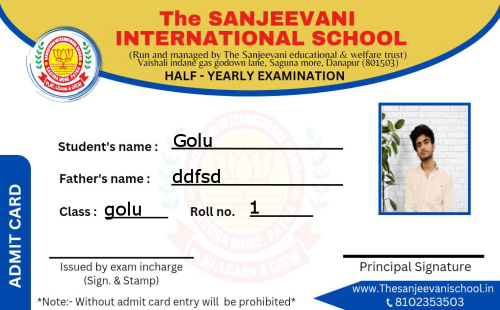 The SANJEEVANI
INTERNATIONAL SCHOOL
(Run and managed by The Sanjeevani educational & welfare trust)
Vaishali indane gas godown lane, Saguna more, Danapur (801503)
HALF - YEARLY EXAMINATION
Student's name : Golu
Father's name : ddfsd
Class : golu Roll no. 1
ADMIT CARD
Issued by exam incharge
(Sign. & Stamp)
Principal Signature
*Note:- Without admit card entry will be prohibited*
www.Thesanjeevanischool.in
8102353503
PLAY, LEARN & GROW